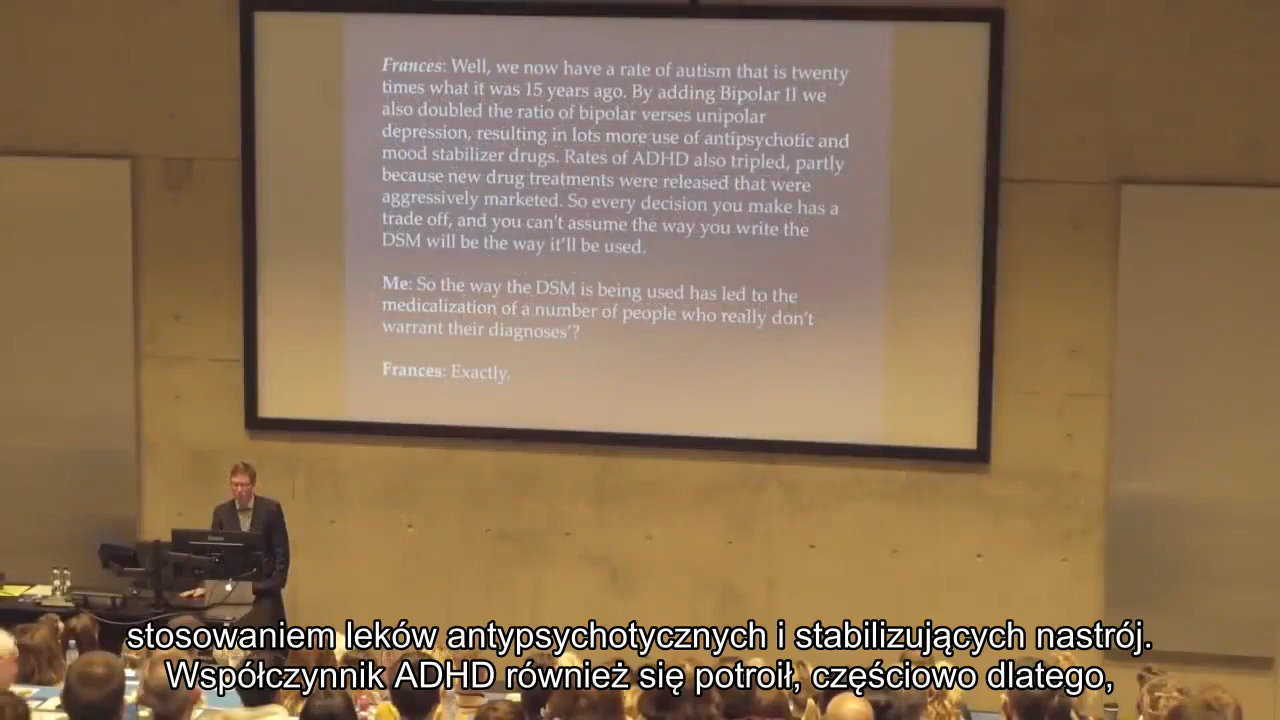 Frances: Well, we now have a rate of autism that is twenty
times what it was 15 years ago. By adding Bipolar II we
also doubled the ratio of bipolar verses unipolar
depression, resulting in lots more use of antipsychotic and
mood stabilizer drugs. Rates of ADHD also tripled, partly
because new drug treatments were released that were
aggressively marketed. So every decision you make has a
trade off, and you can't assume the way you write the
DSM will be the way it'll be used.
Me: So the way the DSM is being used has led to the
medicalization of a number of people who really don't
warrant their diagnoses'?
Frances: Exactly.
stosowaniem leków antypsychotycznych i stabilizujących nastrój.
Współczynnik ADHD również się potroił, częściowo dlatego,